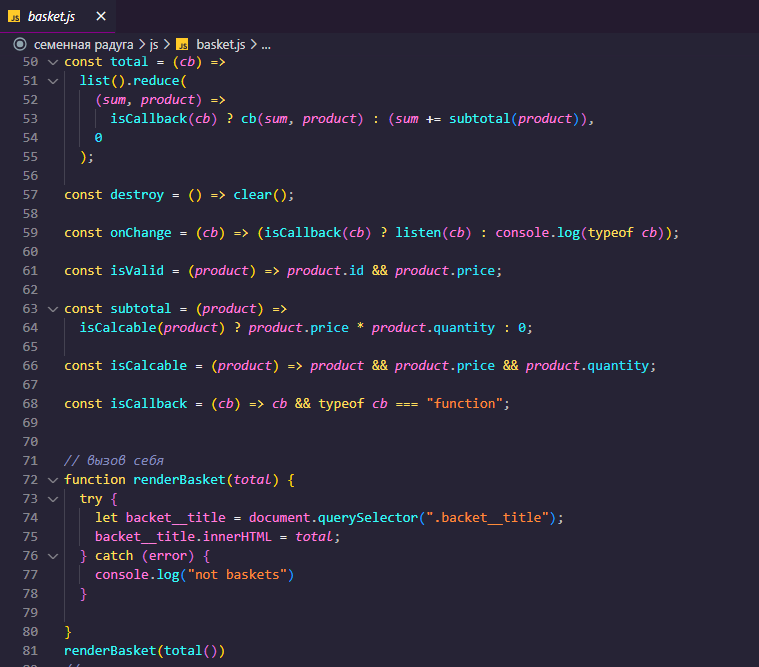 basket.js
семенная радуга > js > basket.js > ...
50 const total = (cb) =>
51 list().reduce(
52 (sum, product) =>
53 isCallback(cb) ? cb(sum, product) : (sum += subtotal(product)),
54 0
55 );
56
57 const destroy = () => clear();
58
59 const onChange = (cb) => (isCallback(cb) ? listen(cb) : console.log(typeof cb));
60
61 const isValid = (product) => product.id && product.price;
62
63 const subtotal = (product) =>
64 isCalcable(product) ? product.price * product.quantity : 0;
65
66 const isCalcable = (product) => product && product.price && product.quantity;
67
68 const isCallback = (cb) => cb && typeof cb === "function";
69
70
71 // вызов себя
72 function renderBasket(total) {
73 try {
74 let backet__title = document.querySelector(".backet__title");
75 backet__title.innerHTML = total;
76 } catch (error) {
77 console.log("not baskets")
78 }
79
80 }
81 renderBasket(total())